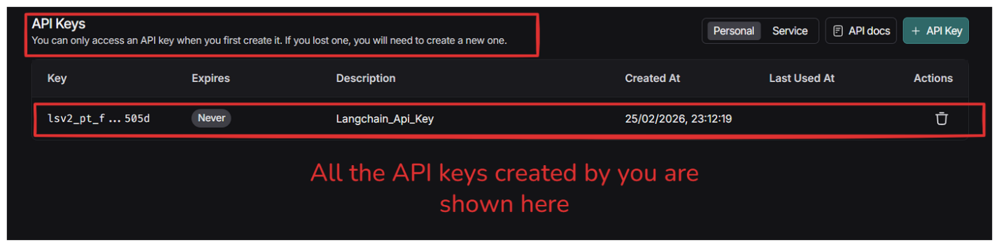 API Keys
You can only access an API key when you first create it. If you lost one, you will need to create a new one.
Personal Service API docs + API Key
Key Expires Description Created At Last Used At Actions
lsv2_pt_f...505d Never Langchain_Api_Key 25/02/2026, 23:12:19
All the API keys created by you are
shown here